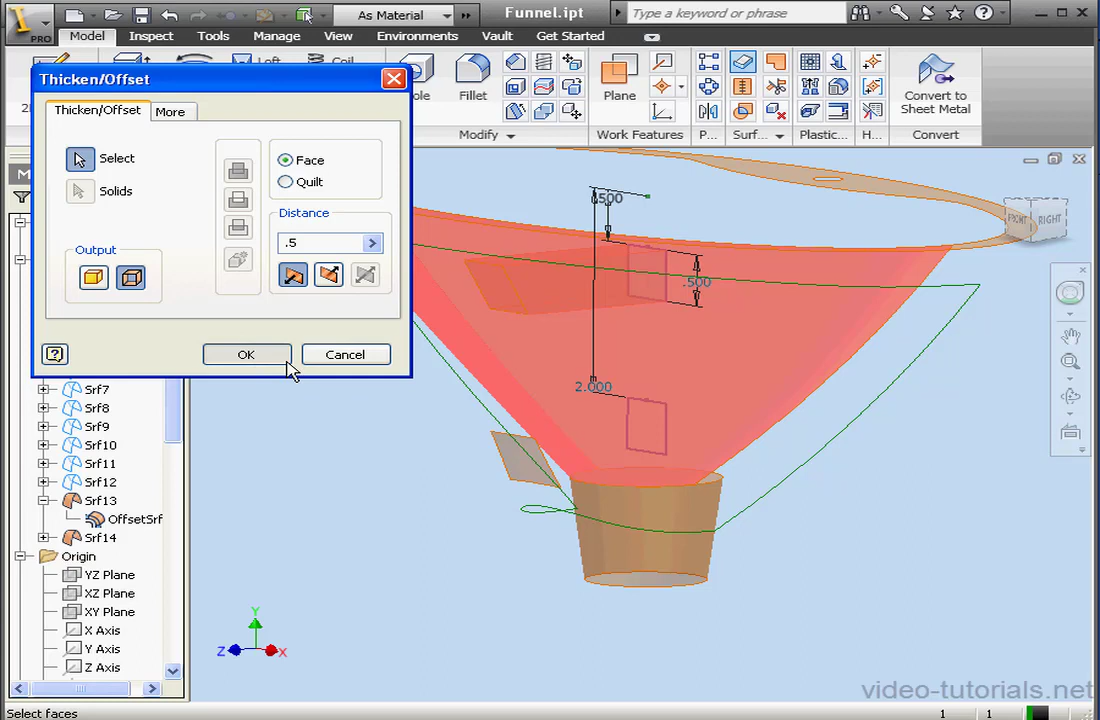 As Material
Funnel.ipt
Type a keyword or phrase
PRO
Model
Inspect
Tools
Manage
View
Environments
Vault
Get Started
Loft
Coil
Fillet
Plane
Convert to
Sheet Metal
Modify
Work Features
P...
Surf...
Plastic...
H...
Convert
Thicken/Offset
Thicken/Offset
More
Select
Solids
Face
Quilt
Distance
.5
Output
OK
Cancel
Srf7
Srf8
Srf9
Srf10
Srf11
Srf12
Srf13
OffsetSrf
Srf14
Origin
YZ Plane
XZ Plane
XY Plane
X Axis
Y Axis
Z Axis
.500
.500
2.000
FRONT
RIGHT
Y
Z
X
video-tutorials.net
Select faces
1
1